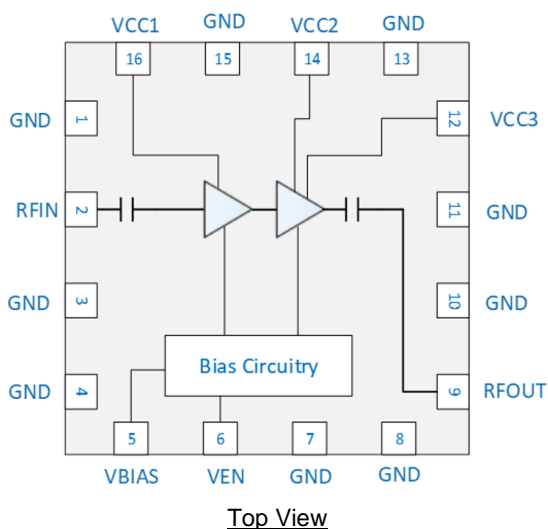 VCC1 GND VCC2 GND
16 15 14 13
GND 1 12 VCC3
RFIN 2 11 GND
GND 3 10 GND
GND 4 9 RFOUT
Bias Circuitry
5 6 7 8
VBIAS VEN GND GND
Top View